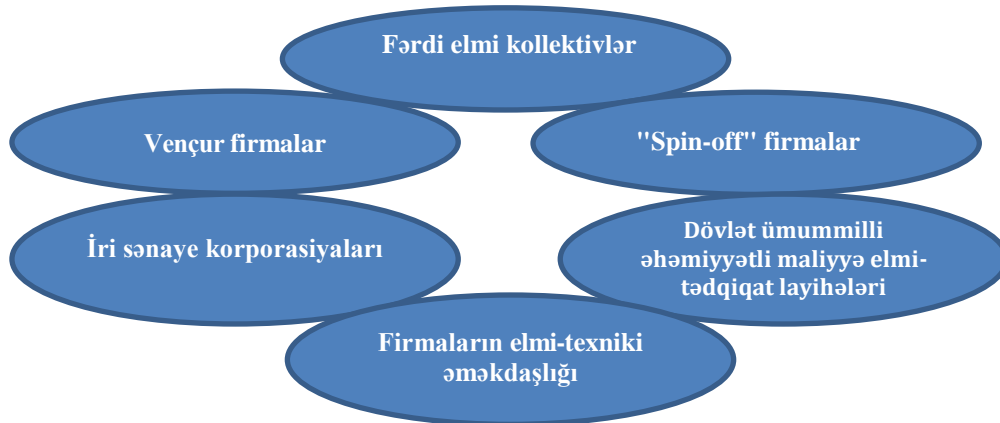 Fərdi elmi kollektivlər
Vençur firmalar
"Spin-off" firmalar
İri sənaye korporasiyaları
Dövlət ümummilli
əhəmiyyətli maliyyə elmi-
tədqiqat layihələri
Firmaların elmi-texniki
əməkdaşlığı